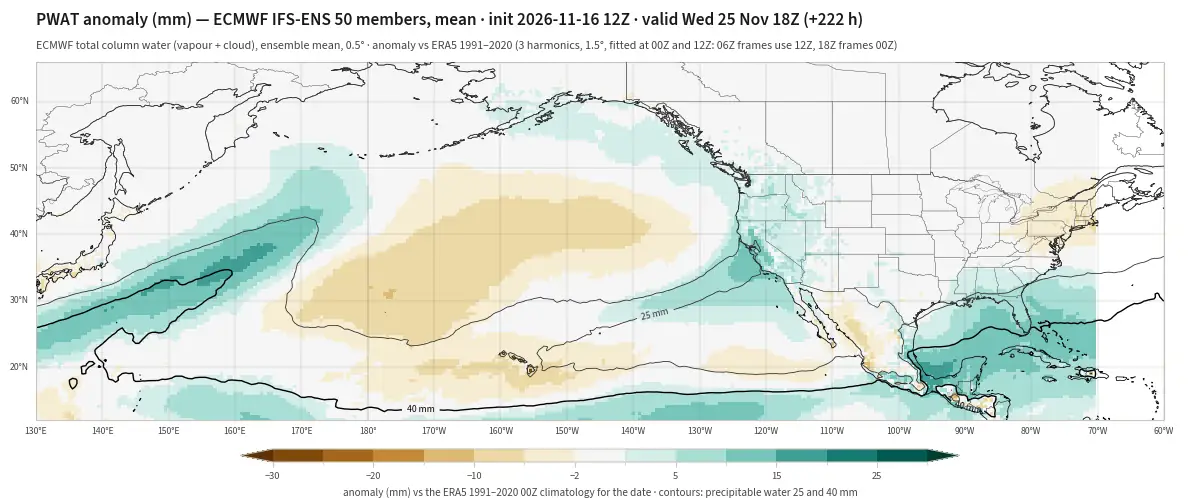 PWAT anomaly (mm) — ECMWF IFS-ENS 50 members, mean · init 2026-11-16 12Z · valid Wed 25 Nov 18Z (+222 h)
ECMWF total column water (vapour + cloud), ensemble mean, 0.5° · anomaly vs ERA5 1991–2020 (3 harmonics, 1.5°, fitted at 00Z and 12Z: 06Z frames use 12Z, 18Z frames 00Z)
60°N
50°N
40°N
30°N
25 mm
20°N
40 mm
40 mm
130°E 140°E 150°E 160°E 170°E 180° 170°W 160°W 150°W 140°W 130°W 120°W 110°W 100°W 90°W 80°W 70°W 60°W
−30 −20 −10 −2 5 15 25
anomaly (mm) vs the ERA5 1991–2020 00Z climatology for the date · contours: precipitable water 25 and 40 mm